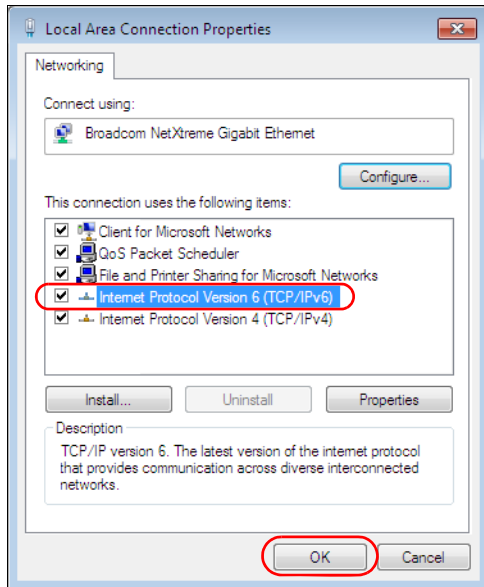 Local Area Connection Properties
Networking
Connect using:
Broadcom NetXtreme Gigabit Ethernet
Configure...
This connection uses the following items:
Client for Microsoft Networks
QoS Packet Scheduler
File and Printer Sharing for Microsoft Networks
Internet Protocol Version 6 (TCP/IPv6)
Internet Protocol Version 4 (TCP/IPv4)
Install...
Uninstall
Properties
Description
TCP/IP version 6. The latest version of the internet protocol
that provides communication across diverse interconnected
networks.
OK
Cancel